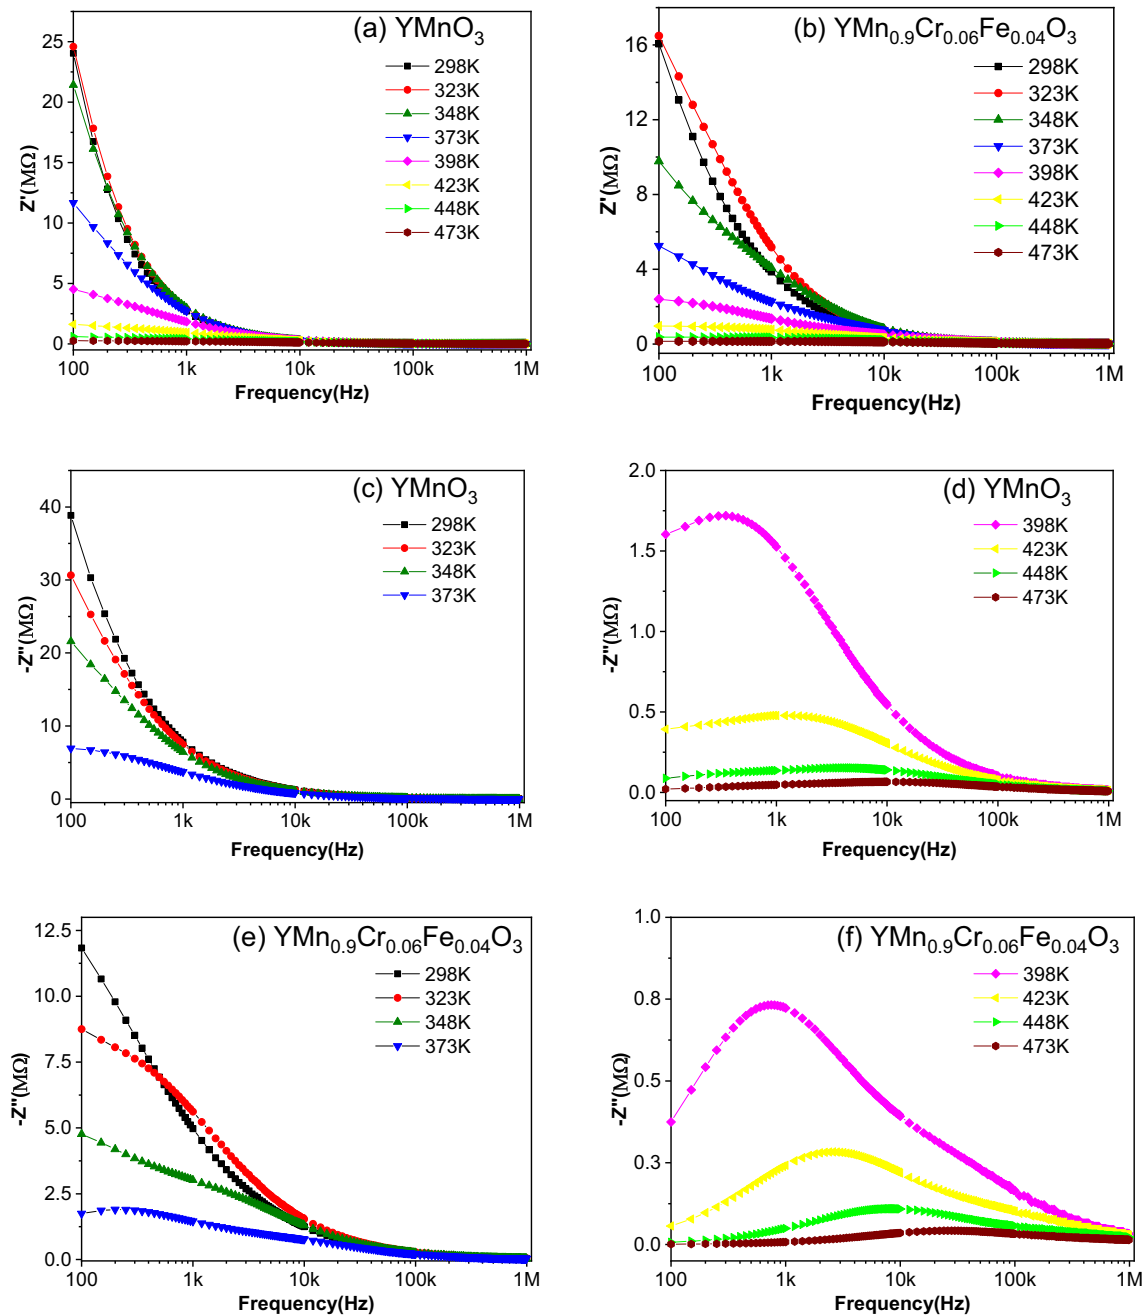 (a) YMnO3
298K
323K
348K
373K
398K
423K
448K
473K
25
20
15
10
5
0
Z'(MΩ)
100
1k
10k
100k
1M
Frequency(Hz)
(b) YMn0.9Cr0.06Fe0.04O3
298K
323K
348K
373K
398K
423K
448K
473K
16
12
8
4
0
Z'(MΩ)
100
1k
10k
100k
1M
Frequency(Hz)
(c) YMnO3
298K
323K
348K
373K
40
30
20
10
0
-Z"(MΩ)
100
1k
10k
100k
1M
Frequency(Hz)
(d) YMnO3
398K
423K
448K
473K
2.0
1.5
1.0
0.5
0.0
-Z"(MΩ)
100
1k
10k
100k
1M
Frequency(Hz)
(e) YMn0.9Cr0.06Fe0.04O3
298K
323K
348K
373K
12.5
10.0
7.5
5.0
2.5
0.0
-Z"(MΩ)
100
1k
10k
100k
1M
Frequency(Hz)
(f) YMn0.9Cr0.06Fe0.04O3
398K
423K
448K
473K
1.0
0.8
0.5
0.3
0.0
-Z"(MΩ)
100
1k
10k
100k
1M
Frequency(Hz)